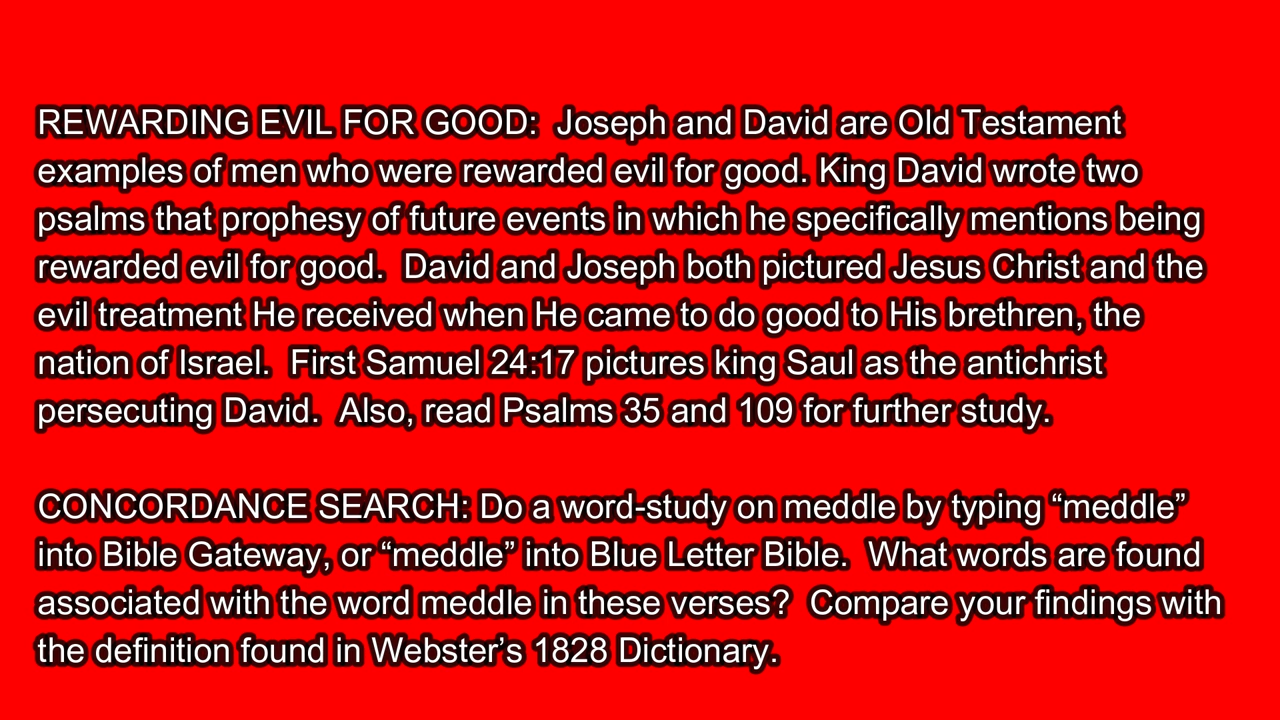 REWARDING EVIL FOR GOOD:  Joseph and David are Old Testament
examples of men who were rewarded evil for good. King David wrote two
psalms that prophesy of future events in which he specifically mentions being
rewarded evil for good.  David and Joseph both pictured Jesus Christ and the
evil treatment He received when He came to do good to His brethren, the
nation of Israel.  First Samuel 24:17 pictures king Saul as the antichrist
persecuting David.  Also, read Psalms 35 and 109 for further study.

CONCORDANCE SEARCH: Do a word-study on meddle by typing “meddle”
into Bible Gateway, or “meddle” into Blue Letter Bible.  What words are found
associated with the word meddle in these verses?  Compare your findings with
the definition found in Webster’s 1828 Dictionary.